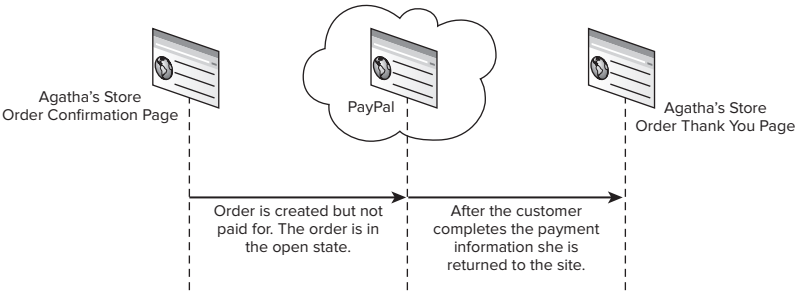 Agatha's Store
Order Confirmation Page
PayPal
Agatha's Store
Order Thank You Page
Order is created but not
paid for. The order is in
the open state.
After the customer
completes the payment
information she is
returned to the site.